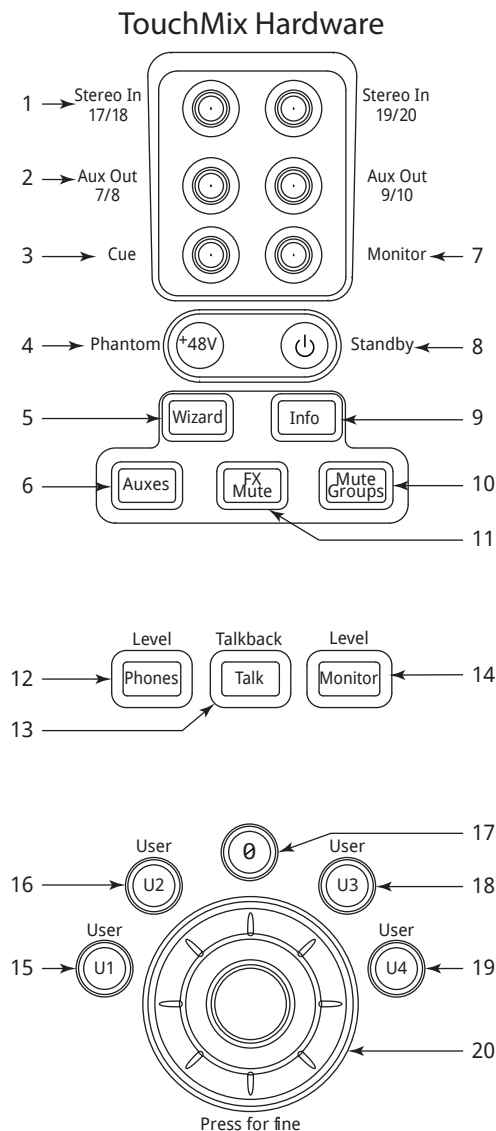 TouchMix Hardware
1
Stereo In
17/18
Stereo In
19/20
2
Aux Out
7/8
Aux Out
9/10
3
Cue
Monitor
7
4
Phantom
+48V
Standby
8
5
Wizard
Info
9
6
Auxes
FX
Mute
Mute
Groups
10
11
Level
Talkback
Level
12
Phones
Talk
Monitor
14
13
17
0
User
User
16
U2
U3
18
User
User
15
U1
U4
19
20
Press for fine